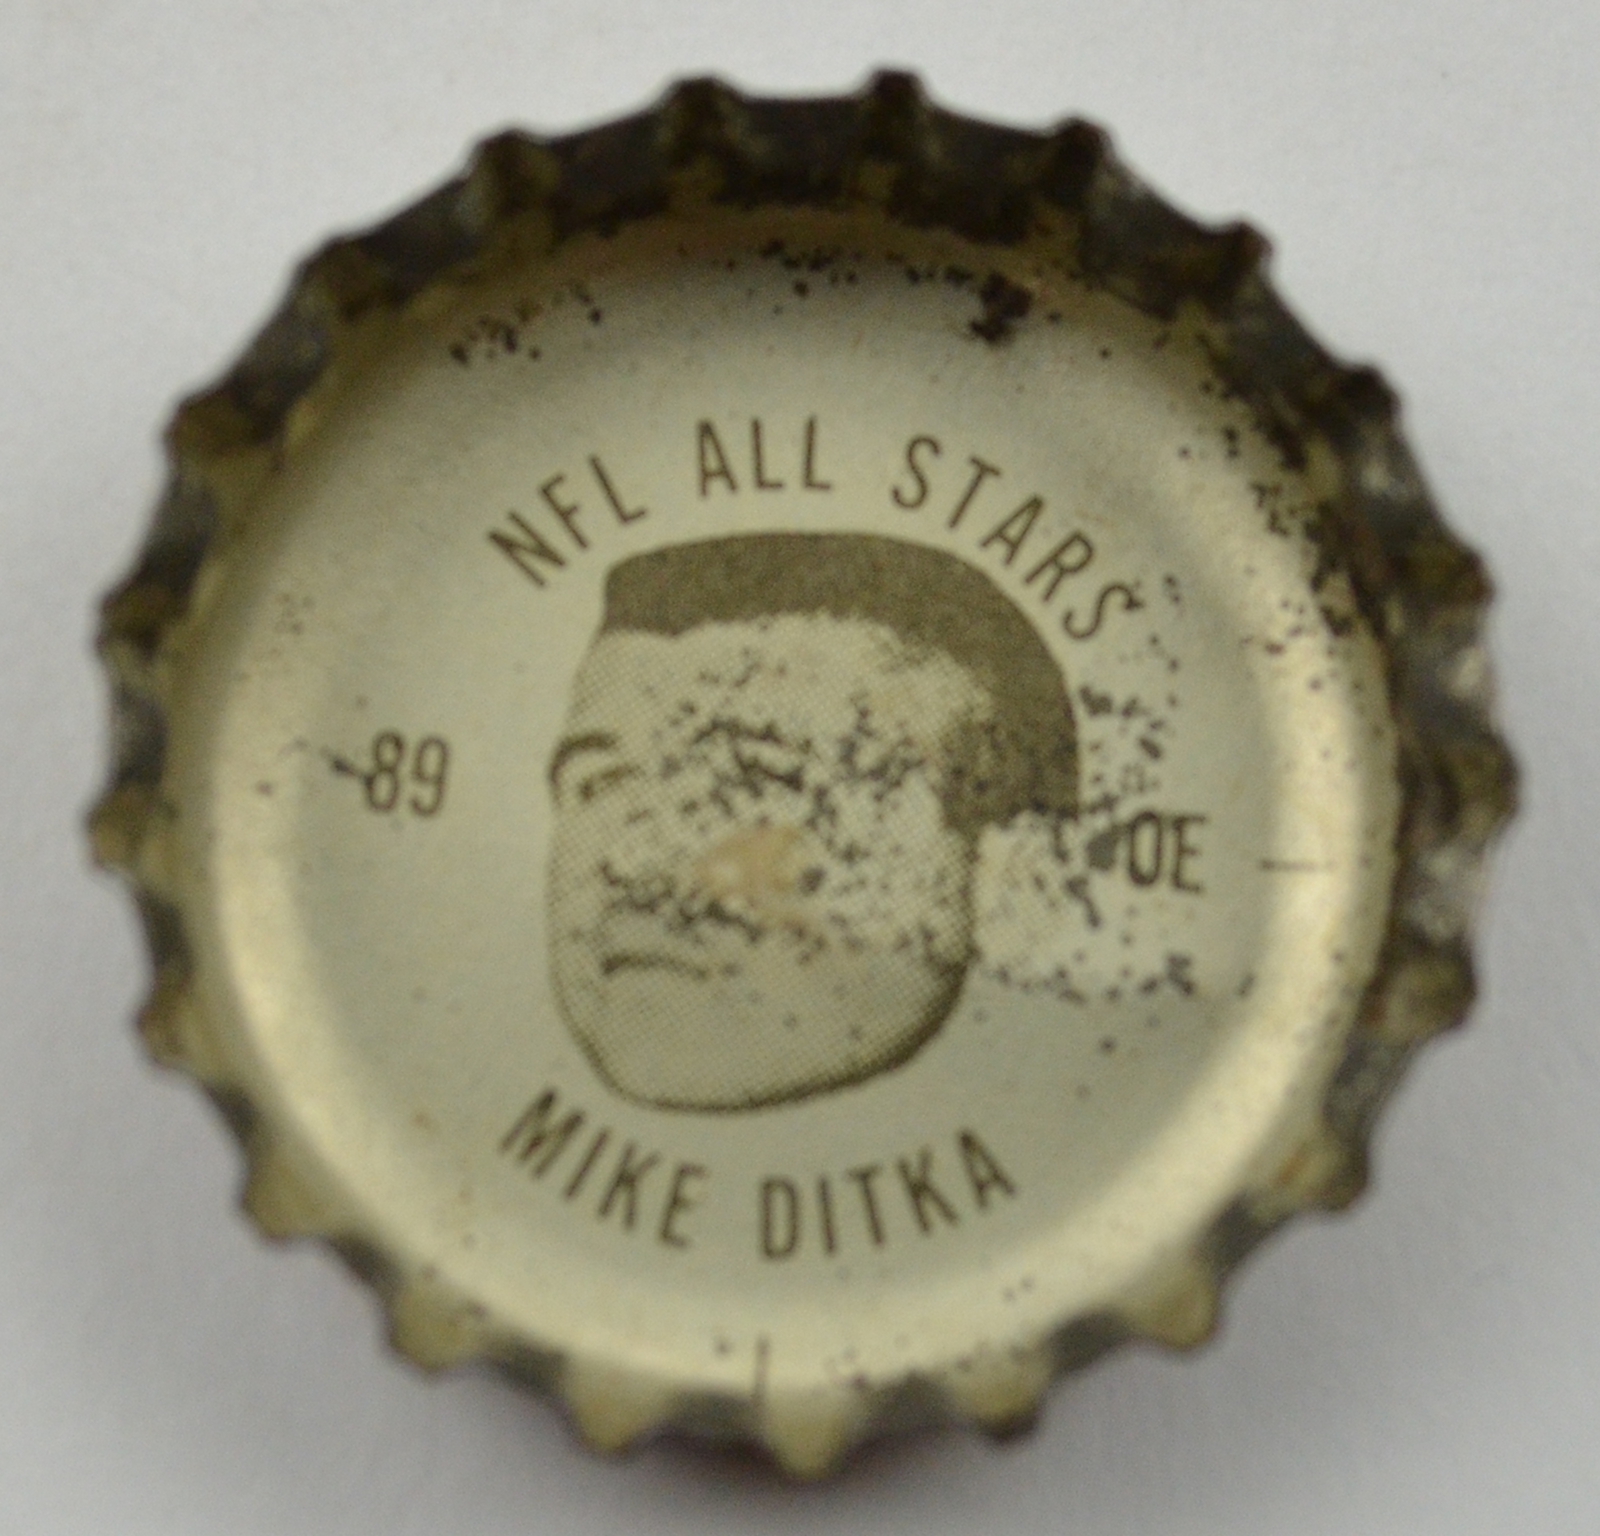 NFL ALL STARS
89
OE
MIKE DITKA